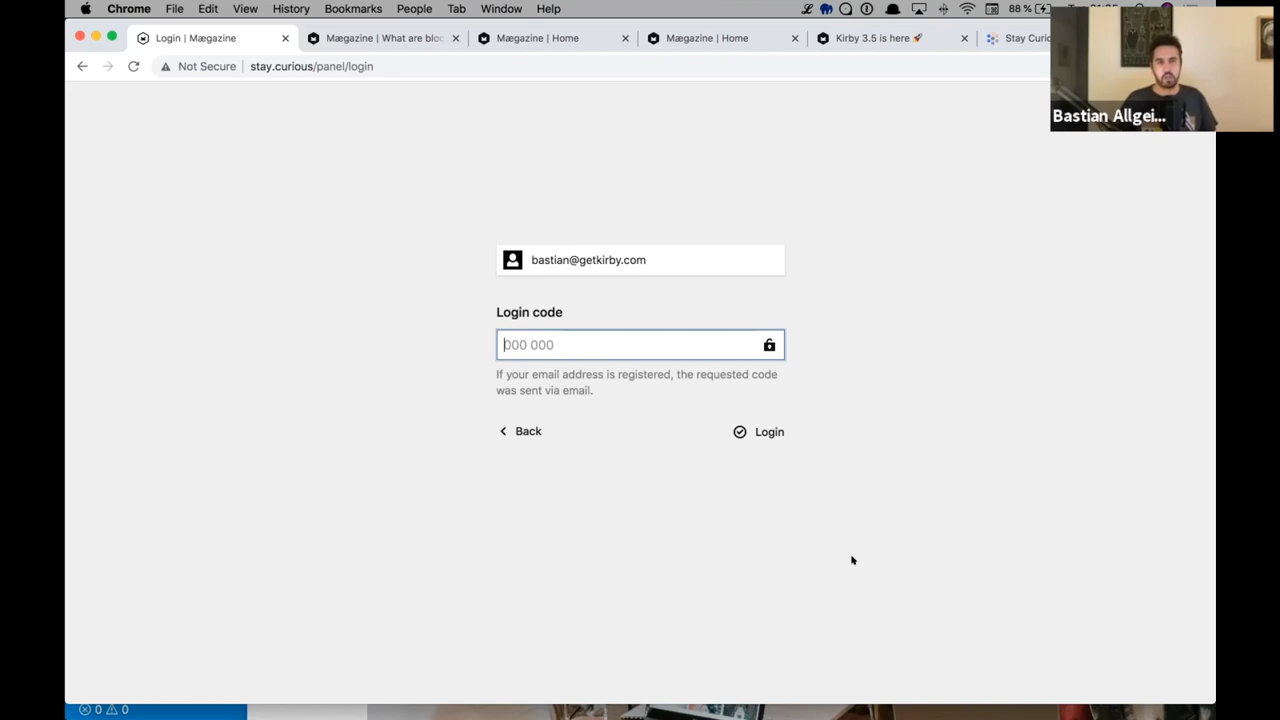 Chrome File Edit View History Bookmarks People Tab Window Help 88 %
Login | Mægazine Mægazine | What are bloc Mægazine | Home Mægazine | Home Kirby 3.5 is here 🚀 Stay Curio
Not Secure stay.curious/panel/login
Bastian Allgei...
bastian@getkirby.com
Login code
000 000
If your email address is registered, the requested code
was sent via email.
Back Login
0 0